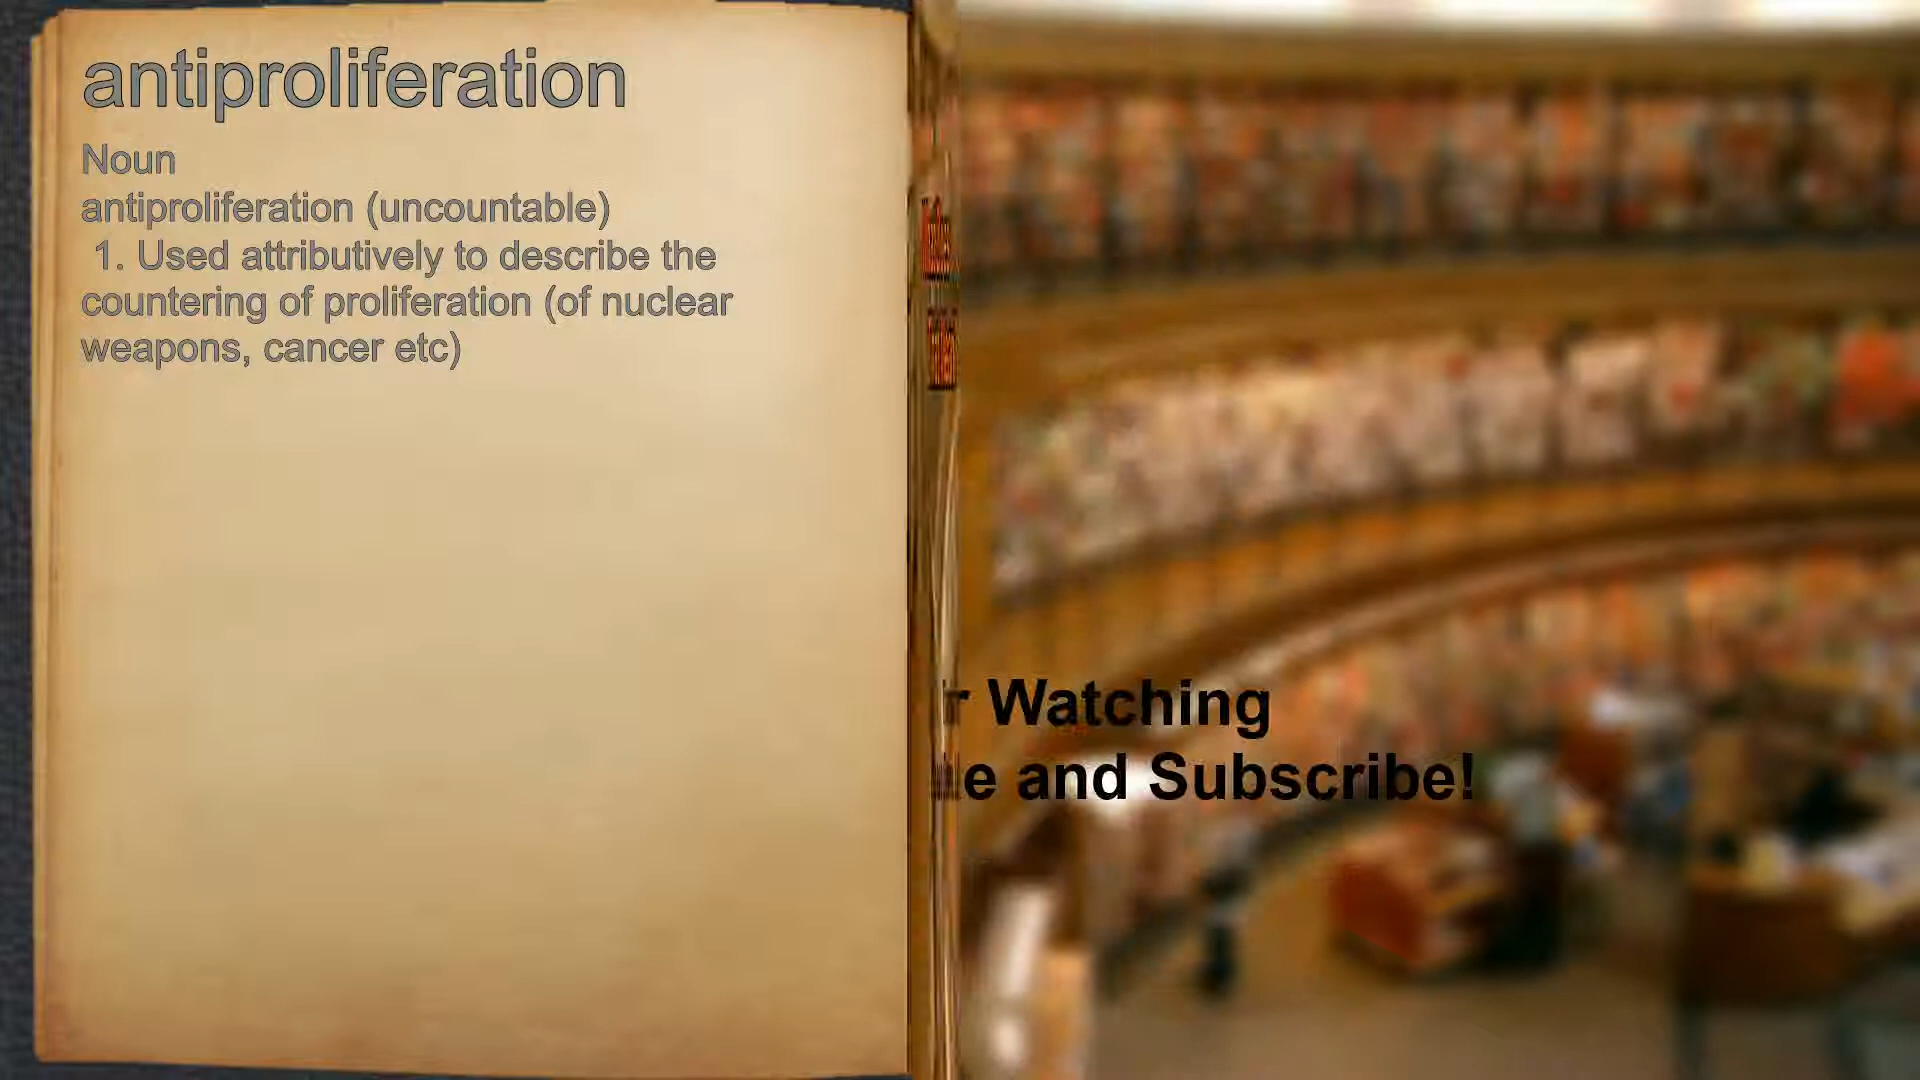 antiproliferation
Noun
antiproliferation (uncountable)
1. Used attributively to describe the
countering of proliferation (of nuclear
weapons, cancer etc)
Watching
and Subscribe!